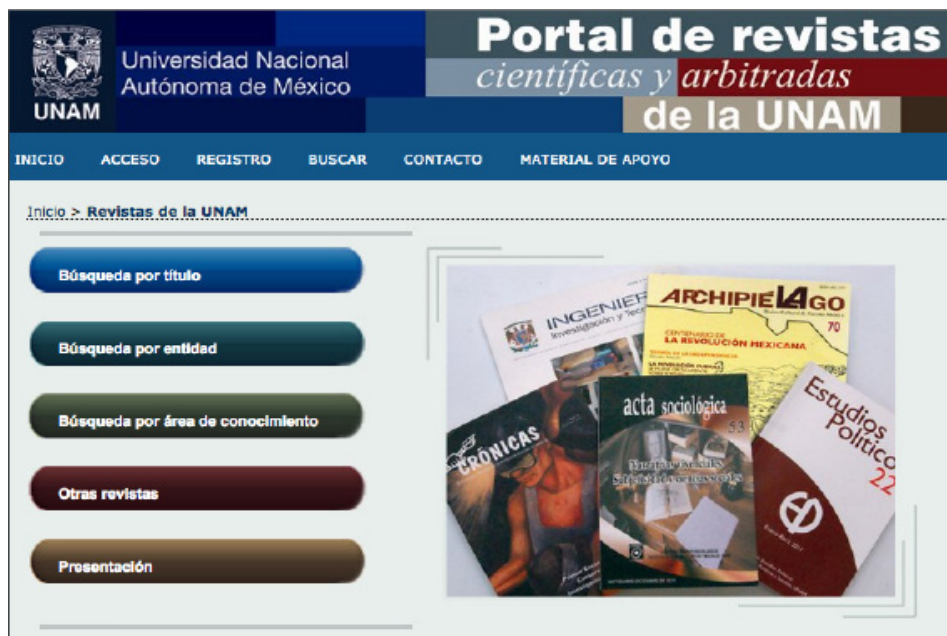 UNAM
Universidad Nacional
Autónoma de México
Portal de revistas
científicas y arbitradas
de la UNAM
INICIO ACCESO REGISTRO BUSCAR CONTACTO MATERIAL DE APOYO
Inicio > Revistas de la UNAM
Búsqueda por título
Búsqueda por entidad
Búsqueda por área de conocimiento
Otras revistas
Presentación
INGENIER
Investigación y Tec
ARCHIPIÉLAGO
70
CENTENARIO DE
LA REVOLUCIÓN MEXICANA
CRÓNICAS
acta sociológica
53
Estudios
Político
22